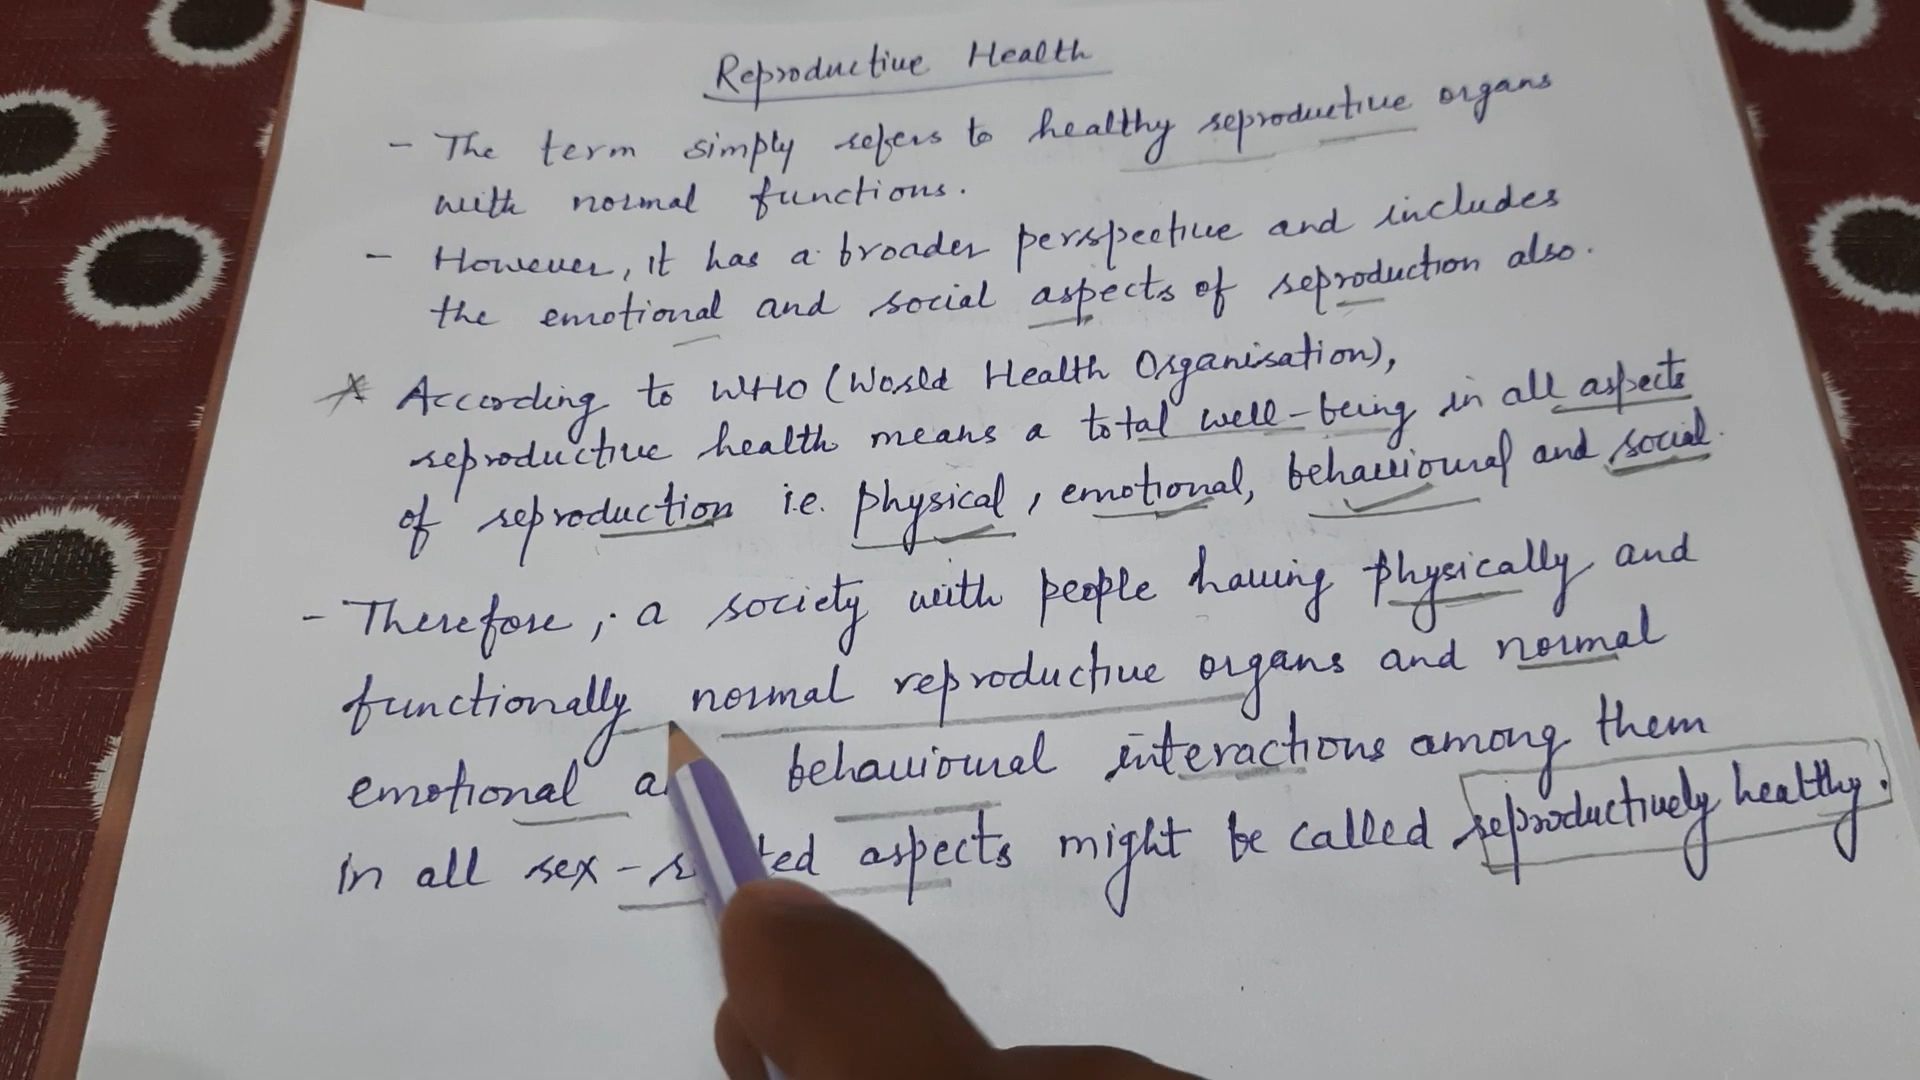 Reproductive Health
- The term simply refers to healthy reproductive organs
with normal functions.
- However, it has a broader perspective and includes
the emotional and social aspects of reproduction also.
* According to WHO (World Health Organisation),
reproductive health means a total well-being in all aspects
of reproduction i.e. physical, emotional, behavioural and social.
- Therefore, a society with people having physically and
functionally normal reproductive organs and normal
emotional behavioural interactions among them
in all sex- aspects might be called reproductively healthy.